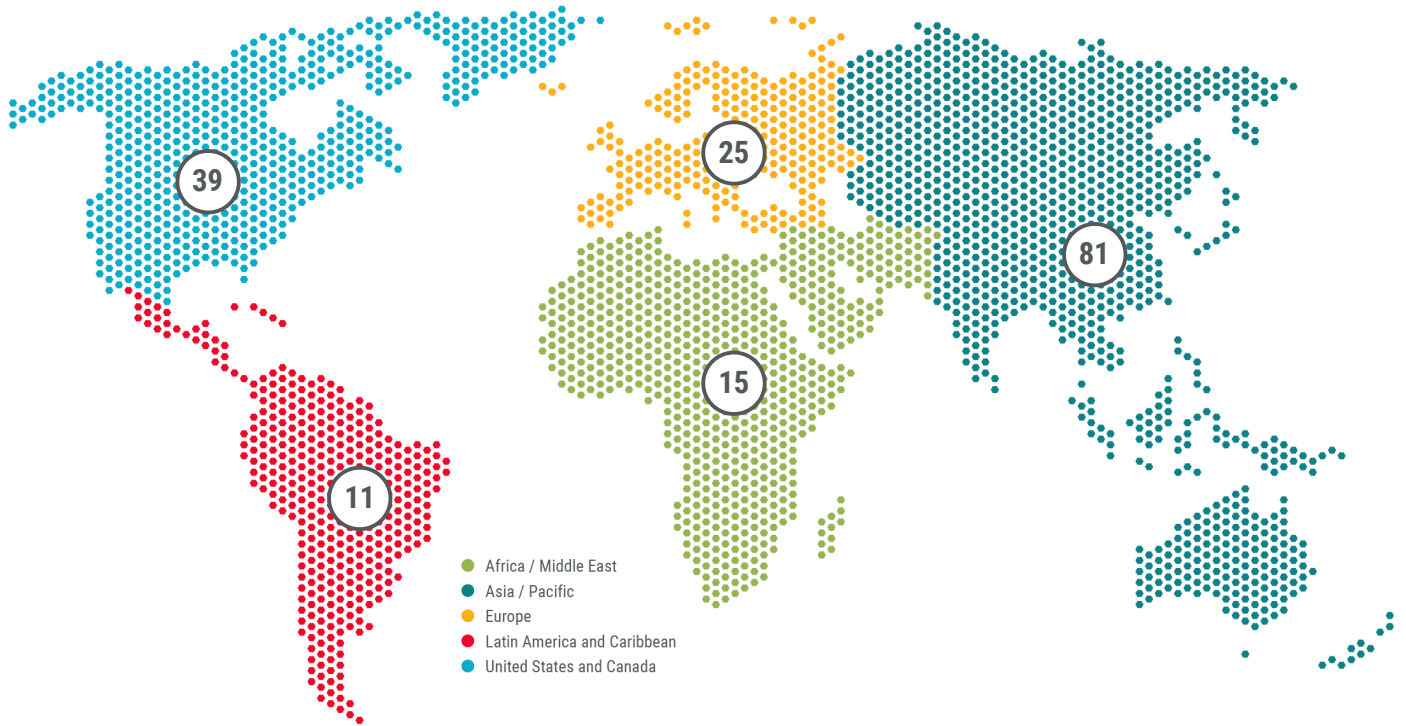 39
25
81
15
11
Africa / Middle East
Asia / Pacific
Europe
Latin America and Caribbean
United States and Canada